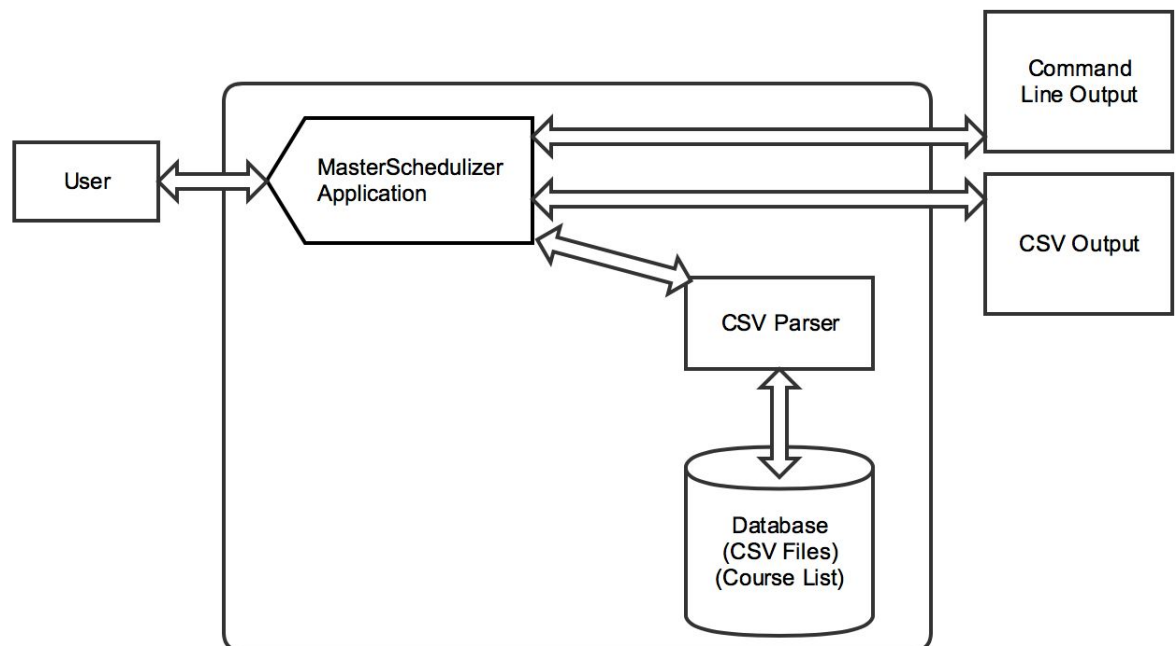 Command
Line Output
User
MasterSchedulizer
Application
CSV Output
CSV Parser
Database
(CSV Files)
(Course List)